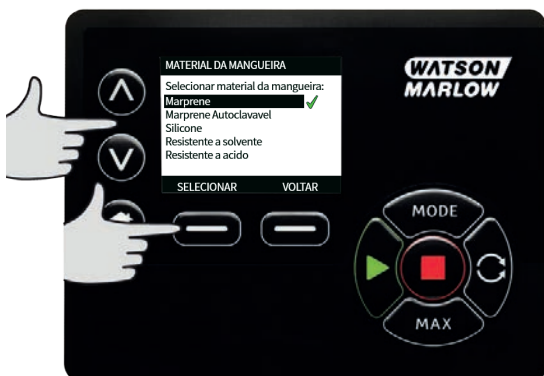 MATERIAL DA MANGUEIRA
Selecionar material da mangueira:
Marprene
Marprene Autoclavavel
Silicone
Resistente a solvente
Resistente a acido
SELECIONAR VOLTAR
WATSON
MARLOW
MODE
MAX